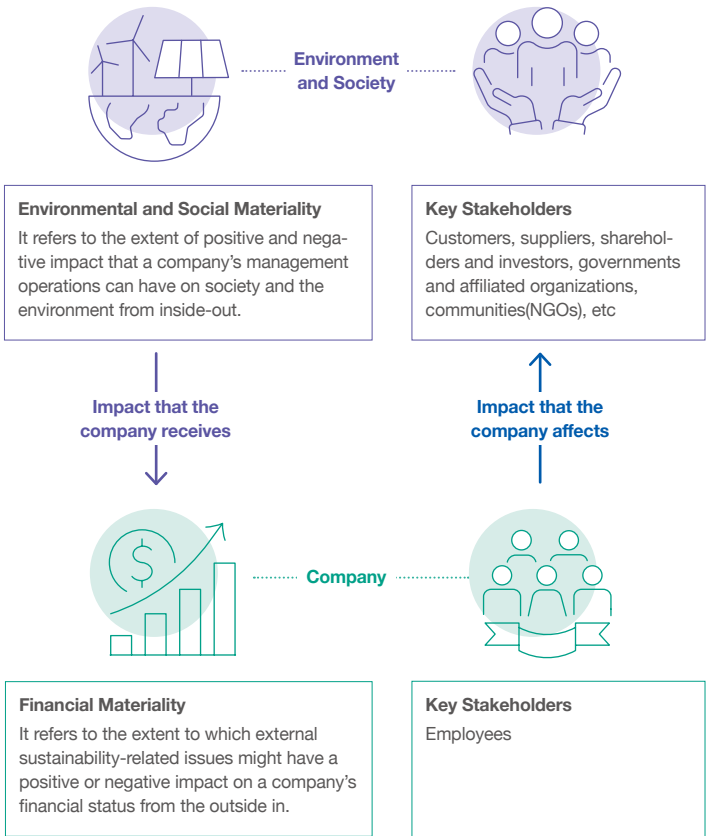 Environment
and Society
Environmental and Social Materiality
It refers to the extent of positive and nega-
tive impact that a company's management
operations can have on society and the
environment from inside-out.
Key Stakeholders
Customers, suppliers, sharehol-
ders and investors, governments
and affiliated organizations,
communities(NGOs), etc
Impact that the
company receives
Impact that the
company affects
$
Company
Financial Materiality
It refers to the extent to which external
sustainability-related issues might have a
positive or negative impact on a company's
financial status from the outside in.
Key Stakeholders
Employees